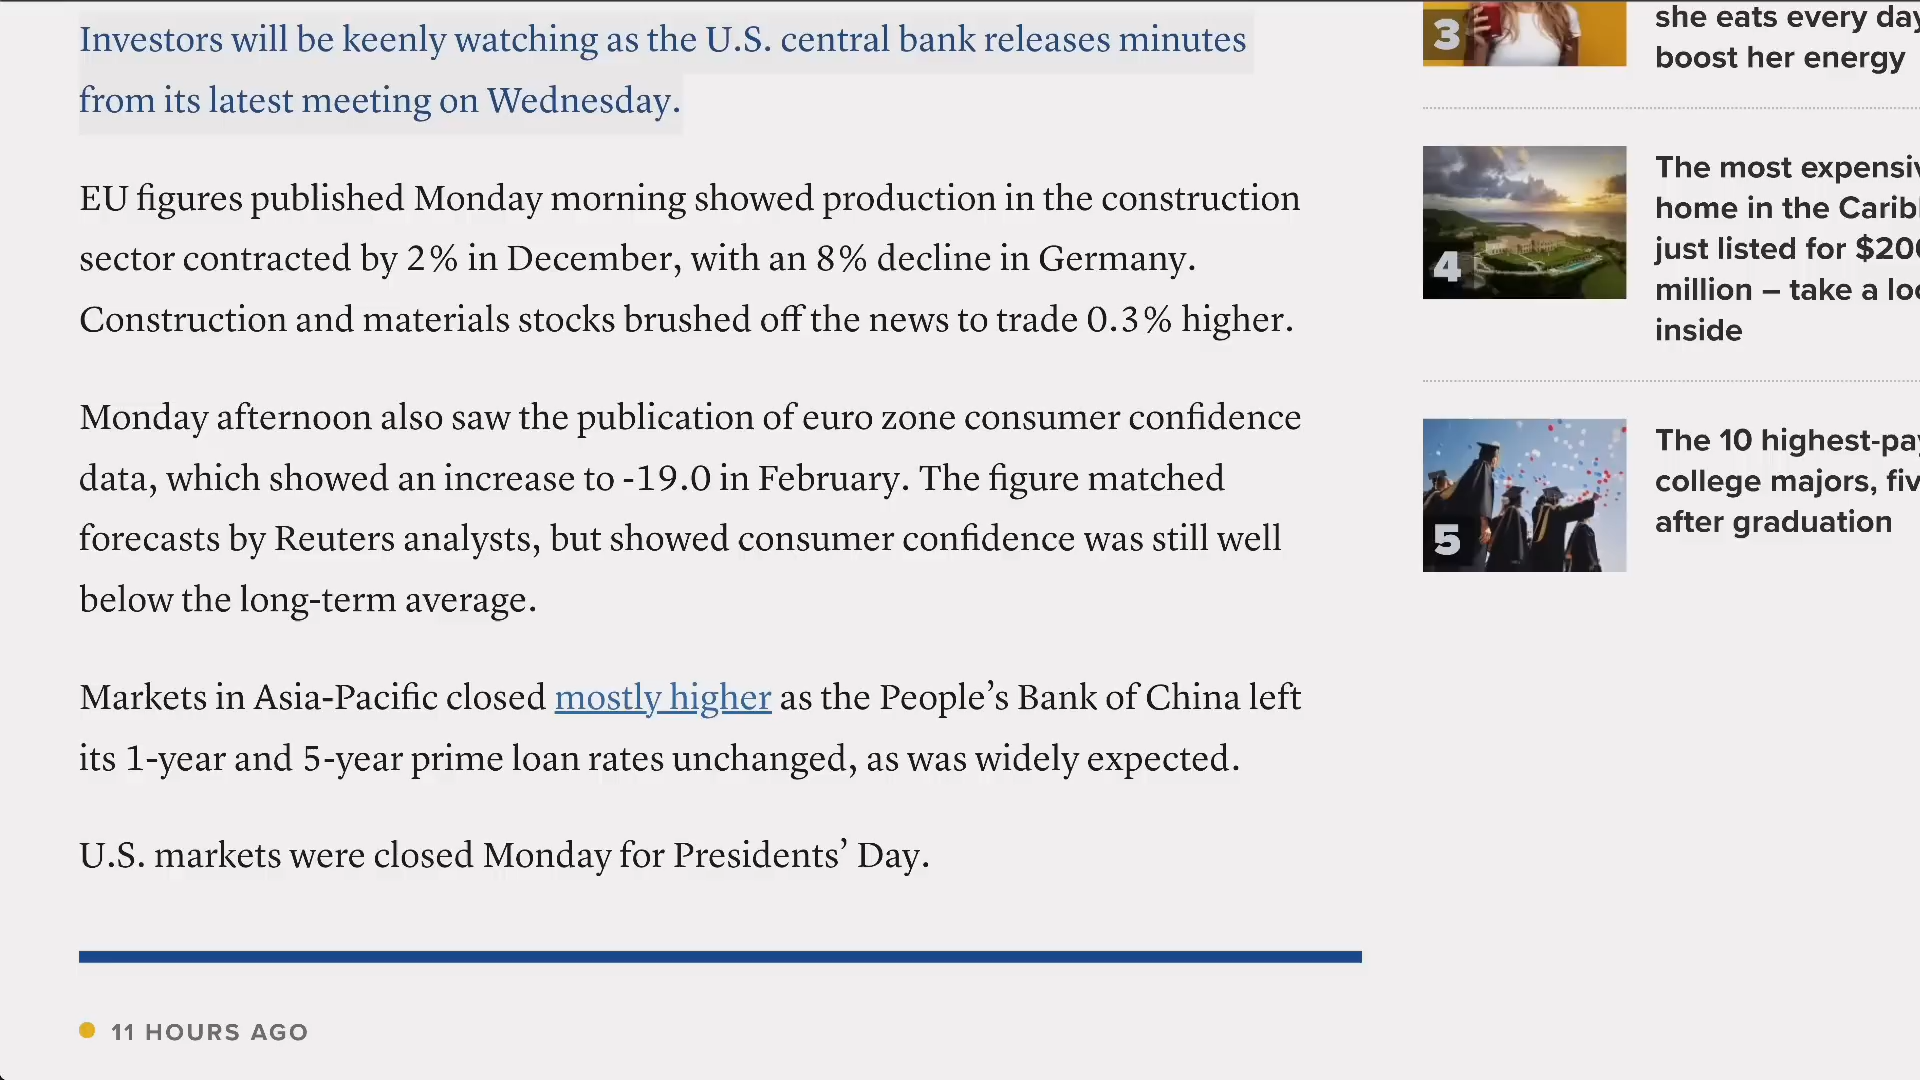 Investors will be keenly watching as the U.S. central bank releases minutes
from its latest meeting on Wednesday.
EU figures published Monday morning showed production in the construction
sector contracted by 2% in December, with an 8% decline in Germany.
Construction and materials stocks brushed off the news to trade 0.3% higher.
Monday afternoon also saw the publication of euro zone consumer confidence
data, which showed an increase to -19.0 in February. The figure matched
forecasts by Reuters analysts, but showed consumer confidence was still well
below the long-term average.
Markets in Asia-Pacific closed mostly higher as the People’s Bank of China left
its 1-year and 5-year prime loan rates unchanged, as was widely expected.
U.S. markets were closed Monday for Presidents’ Day.
11 HOURS AGO
3
she eats every
boost her energy
4
The most
home in the
just listed for
million – take a
inside
5
The 10
college majors,
after graduation